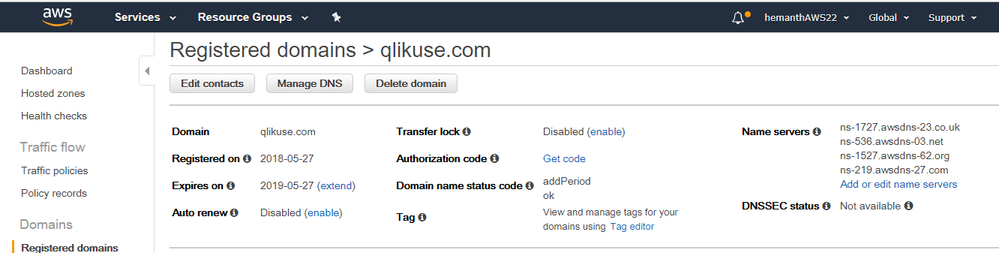 aws Services Resource Groups hemanthAWS22 Global Support
Registered domains > qlikuse.com
Edit contacts Manage DNS Delete domain
Dashboard
Hosted zones
Health checks
Traffic flow
Traffic policies
Policy records
Domains
Registered domains
Domain qlikuse.com
Registered on 2018-05-27
Expires on 2019-05-27 (extend)
Auto renew Disabled (enable)
Transfer lock Disabled (enable)
Authorization code Get code
Domain name status code addPeriod
ok
Tag View and manage tags for your
domains using Tag editor
Name servers ns-1727.awsdns-23.co.uk
ns-536.awsdns-03.net
ns-1527.awsdns-62.org
ns-219.awsdns-27.com
Add or edit name servers
DNSSEC status Not available